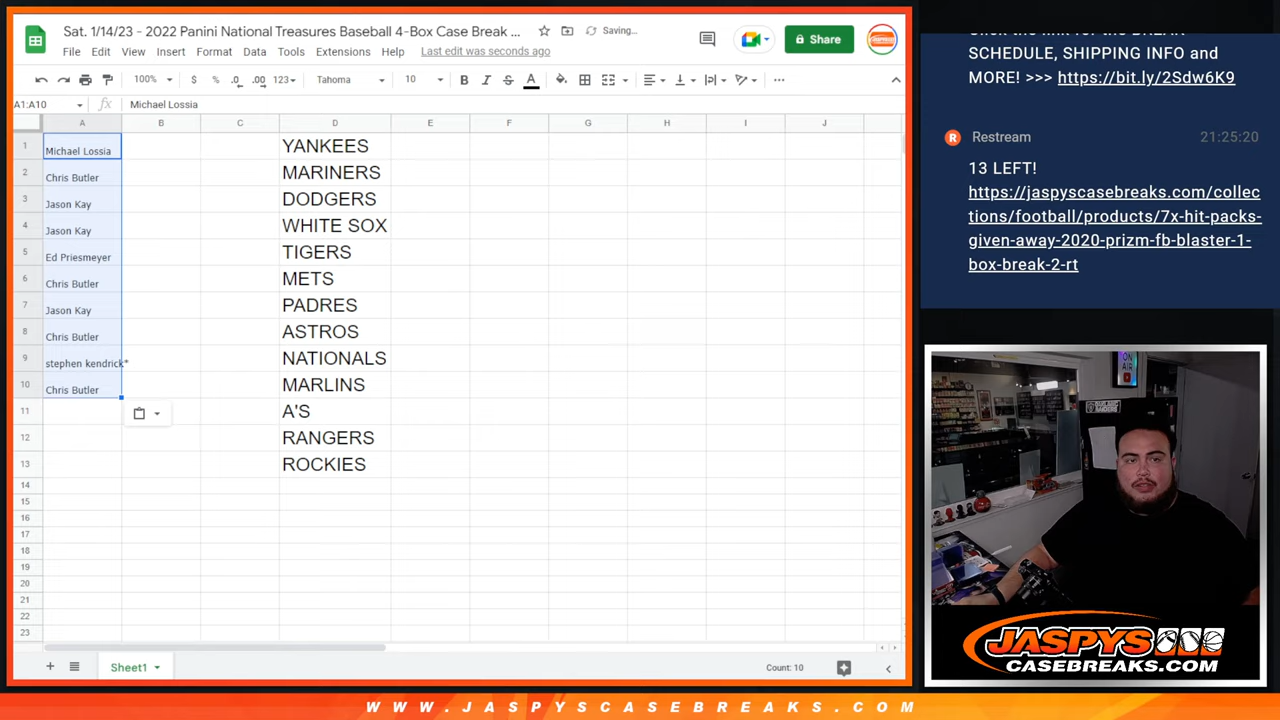 Sat. 1/14/23 - 2022 Panini National Treasures Baseball 4-Box Case Break ...
Saving...
Share
File Edit View Insert Format Data Tools Extensions Help Last edit was seconds ago
100% $ % .0 .00 123 Tahoma 10 B I S A
A1:A10 fx Michael Lossia
A B C D E F G H I J
1 Michael Lossia YANKEES
2 Chris Butler MARINERS
3 Jason Kay DODGERS
4 Jason Kay WHITE SOX
5 Ed Priesmeyer TIGERS
6 Chris Butler METS
7 Jason Kay PADRES
8 Chris Butler ASTROS
9 stephen kendrick* NATIONALS
10 Chris Butler MARLINS
11 A'S
12 RANGERS
13 ROCKIES
14
15
16
17
18
19
20
21
22
23
Sheet1
Count: 10
SCHEDULE, SHIPPING INFO and
MORE! >>> https://bit.ly/2Sdw6K9
Restream 21:25:20
13 LEFT!
https://jaspyscasebreaks.com/collec
tions/football/products/7x-hit-packs-
given-away-2020-prizm-fb-blaster-1-
box-break-2-rt
ON
AIR
JASPYS
CASEBREAKS.COM
WWW.JASPYSCASEBREAKS.COM